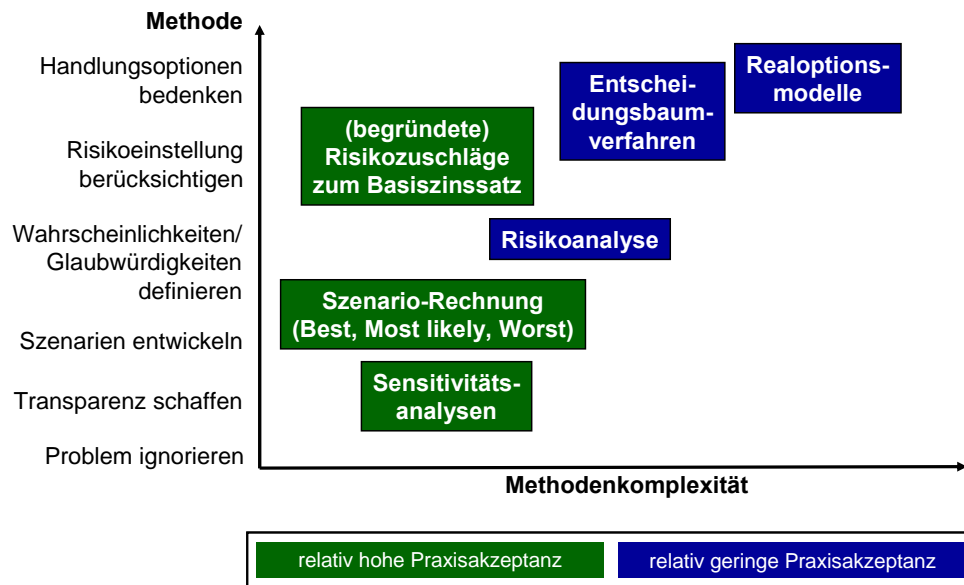 Methode
Handlungsoptionen
bedenken
Risikoeinstellung
berücksichtigen
Wahrscheinlichkeiten/
Glaubwürdigkeiten
definieren
Szenarien entwickeln
Transparenz schaffen
Problem ignorieren
Realoptions-
modelle
Entschei-
dungsbaum-
verfahren
(begründete)
Risikozuschläge
zum Basiszinssatz
Risikoanalyse
Szenario-Rechnung
(Best, Most likely, Worst)
Sensitivitäts-
analysen
Methodenkomplexität
relativ hohe Praxisakzeptanz
relativ geringe Praxisakzeptanz